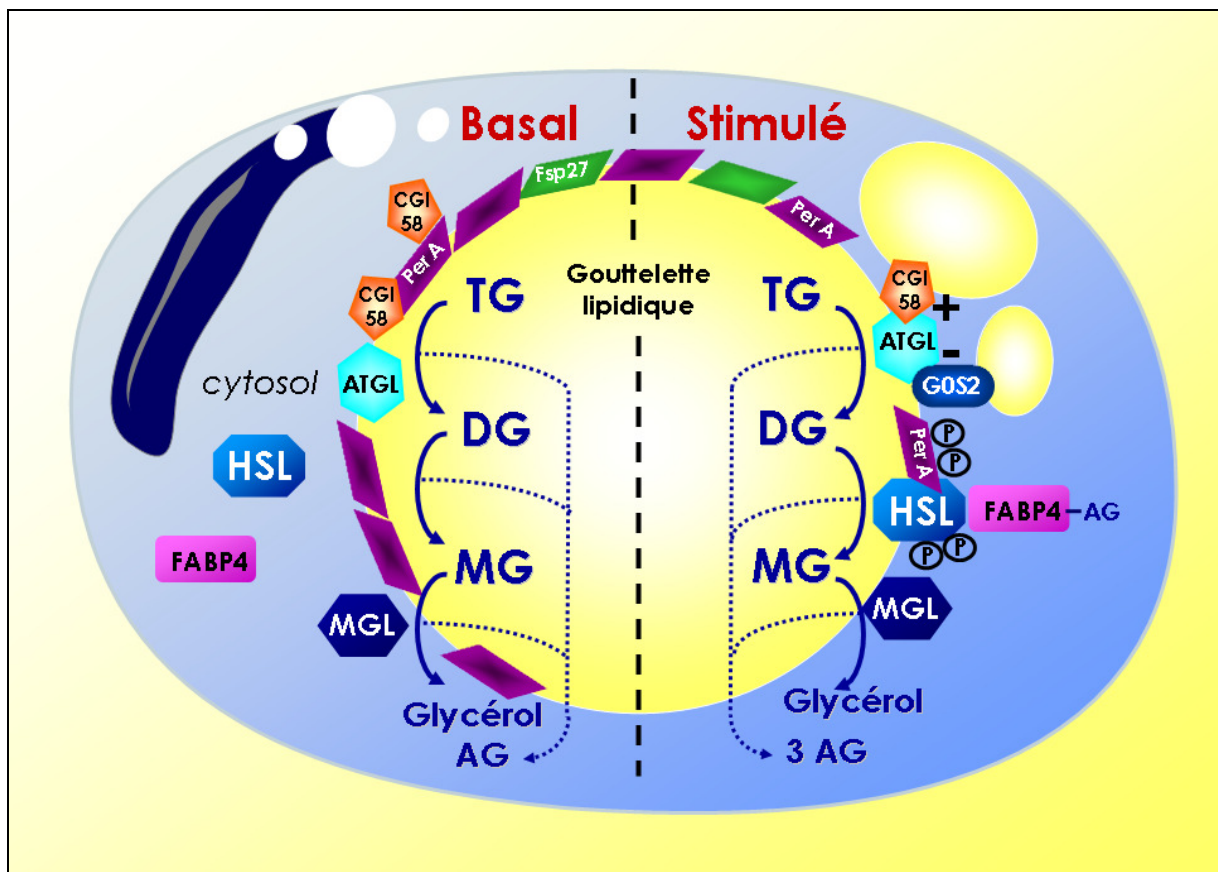 Basal
Stimulé
Fsp27
CGI
58
Per A
Per A
CGI
58
TG
Gouttelette
lipidique
TG
CGI
58
+
ATGL
-
G0S2
cytosol
ATGL
DG
DG
Per A
P
P
HSL
HSL
FABP4
AG
P
P
FABP4
MG
MG
MGL
MGL
Glycérol
AG
Glycérol
3 AG